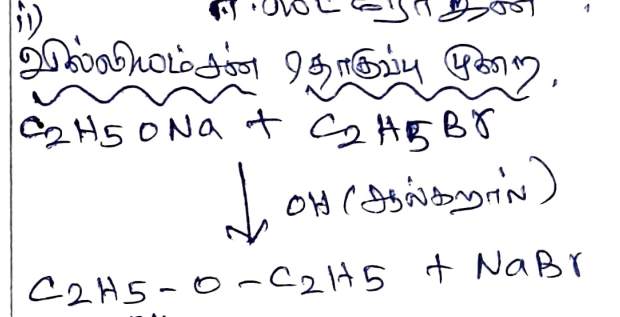 ii)
வில்லியம்சன் தொகுப்பு முறை.
C2H5ONa + C2H5Br
↓ OH (ஆல்கஹால்)
C2H5-O-C2H5 + NaBr